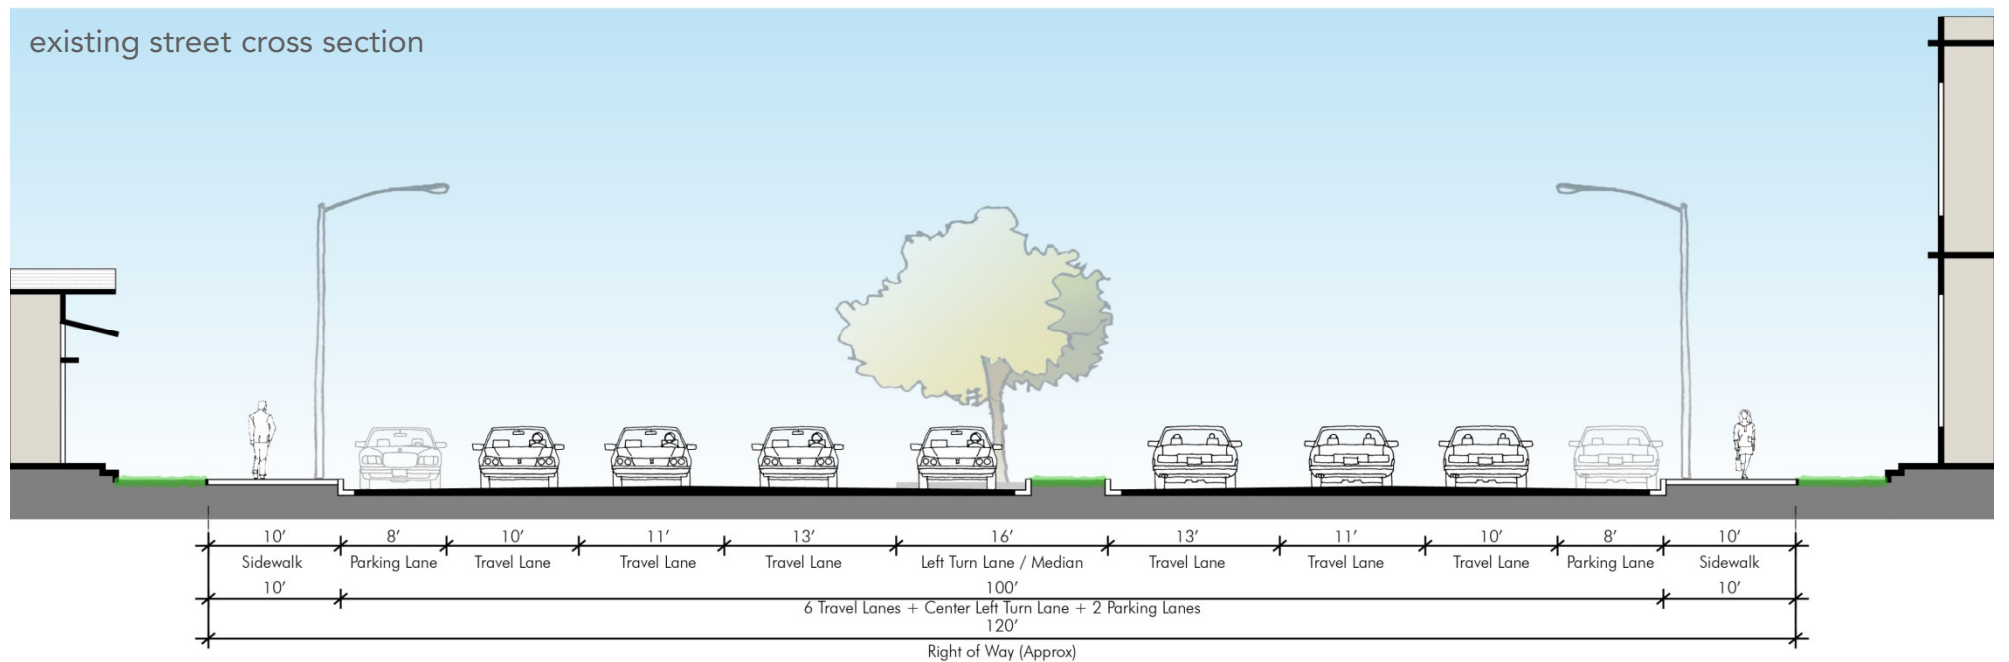 existing street cross section
10′ 8′ 10′ 11′ 13′ 16′ 13′ 11′ 10′ 8′ 10′
Sidewalk Parking Lane Travel Lane Travel Lane Travel Lane Left Turn Lane / Median Travel Lane Travel Lane Travel Lane Parking Lane Sidewalk
10′ 100′ 10′
6 Travel Lanes + Center Left Turn Lane + 2 Parking Lanes
120′
Right of Way (Approx)